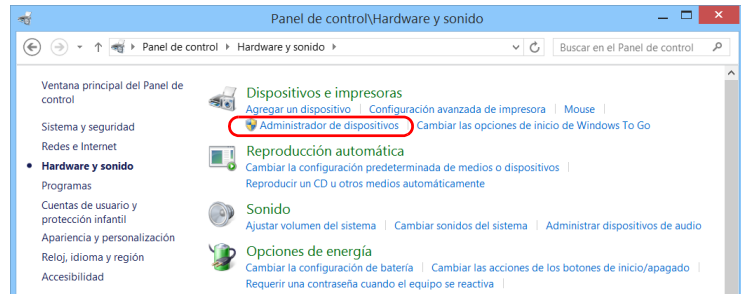 Panel de control\Hardware y sonido
Panel de control Hardware y sonido
Buscar en el Panel de control
Ventana principal del Panel de
control
Sistema y seguridad
Redes e Internet
Hardware y sonido
Programas
Cuentas de usuario y
protección infantil
Apariencia y personalización
Reloj, idioma y región
Accesibilidad
Dispositivos e impresoras
Agregar un dispositivo Configuración avanzada de impresora Mouse
Administrador de dispositivos Cambiar las opciones de inicio de Windows To Go
Reproducción automática
Cambiar la configuración predeterminada de medios o dispositivos
Reproducir un CD u otros medios automáticamente
Sonido
Ajustar volumen del sistema Cambiar sonidos del sistema Administrar dispositivos de audio
Opciones de energía
Cambiar la configuración de batería Cambiar las acciones de los botones de inicio/apagado
Requerir una contraseña cuando el equipo se reactiva